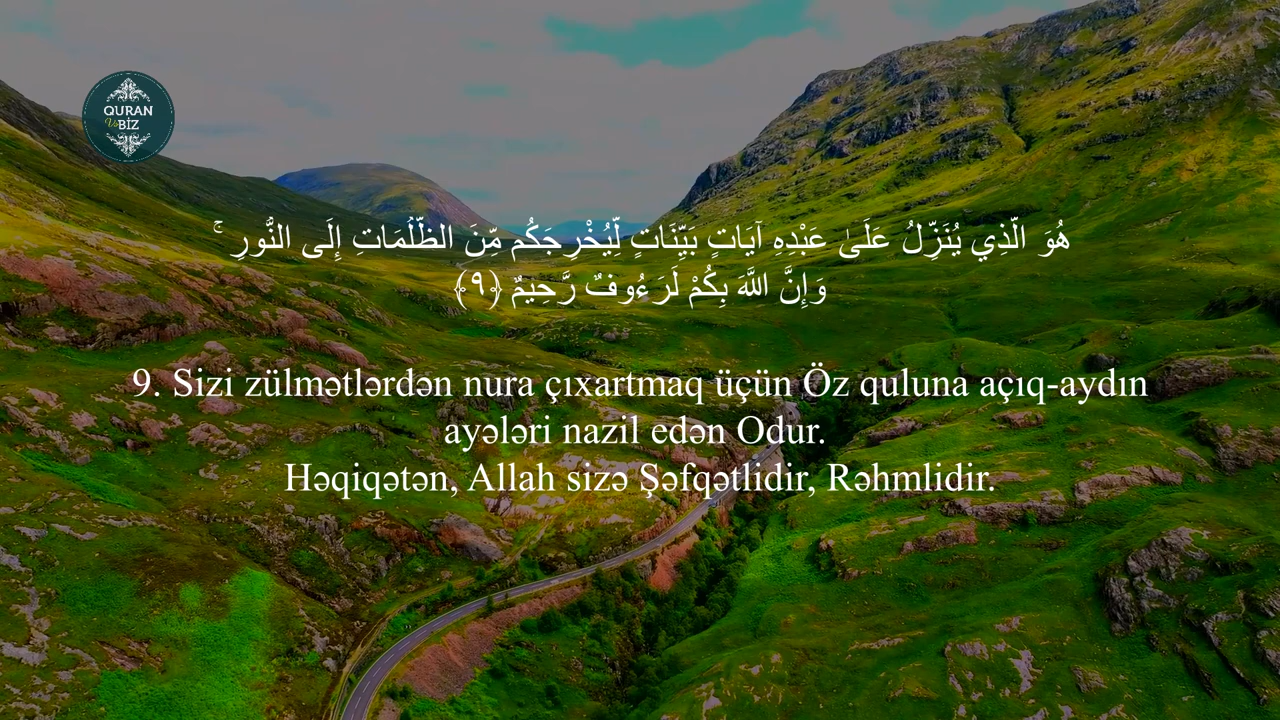 QURAN
Və BİZ
هُوَ الَّذِي يُنَزِّلُ عَلَىٰ عَبْدِهِ آيَاتٍ بَيِّنَاتٍ لِّيُخْرِجَكُم مِّنَ الظُّلُمَاتِ إِلَى النُّورِ ۚ
وَإِنَّ اللَّهَ بِكُمْ لَرَءُوفٌ رَّحِيمٌ ﴿٩﴾
9. Sizi zülmətlərdən nura çıxartmaq üçün Öz quluna açıq-aydın
ayələri nazil edən Odur.
Həqiqətən, Allah sizə Şəfqətlidir, Rəhmlidir.